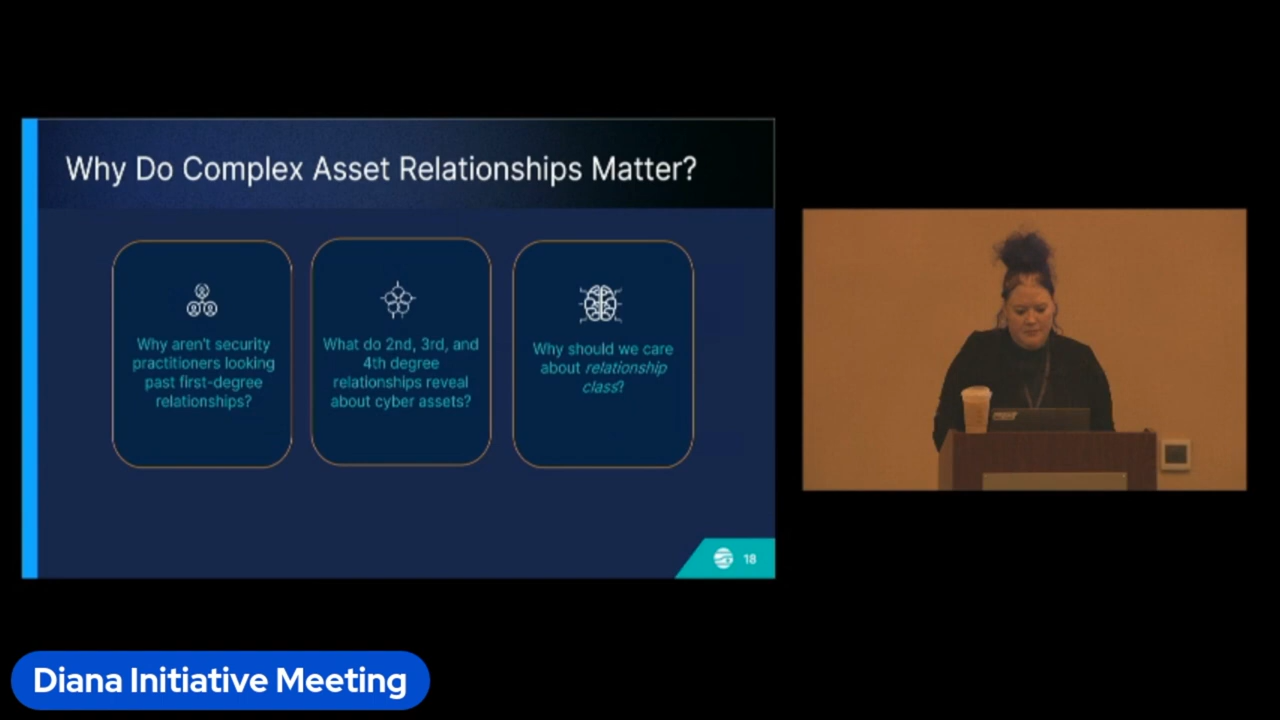 Why Do Complex Asset Relationships Matter?
Why aren't security
practitioners looking
past first-degree
relationships?
What do 2nd, 3rd, and
4th degree
relationships reveal
about cyber assets?
Why should we care
about relationship
class?
18
Diana Initiative Meeting